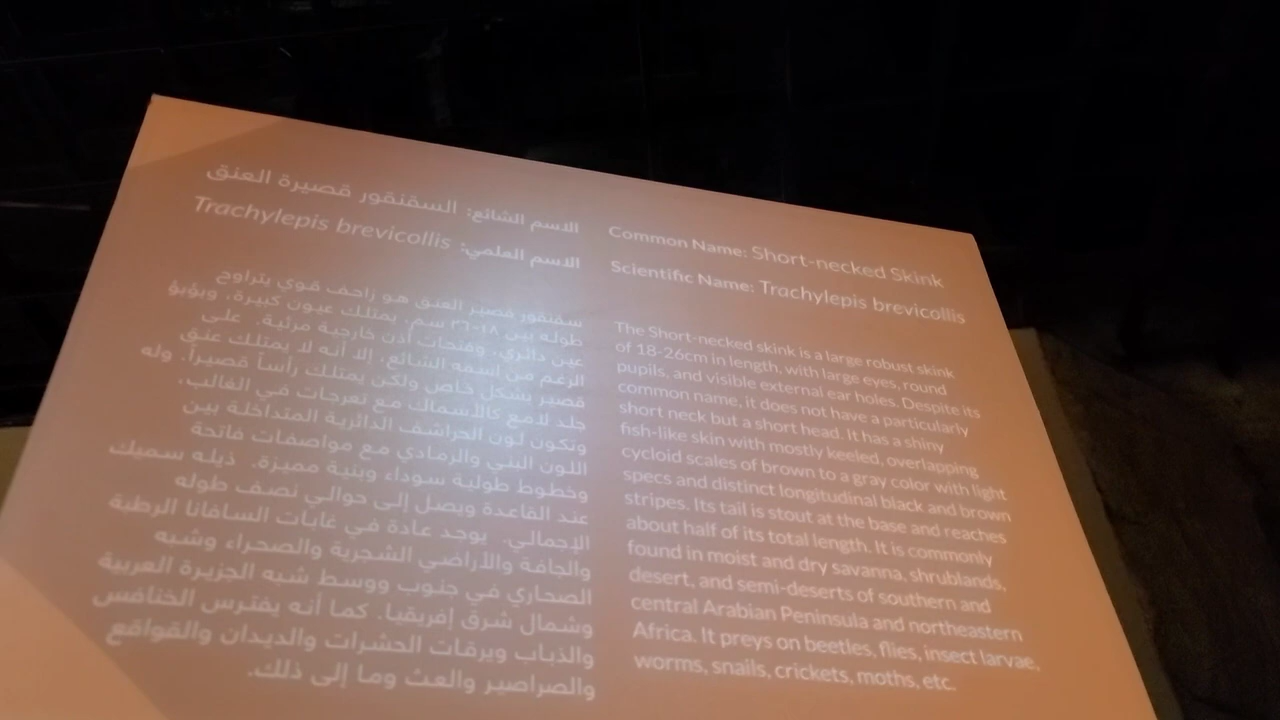 الاسم الشائع: السقنقور قصيرة العنق
الاسم العلمي: Trachylepis brevicollis
سقنقور قصير العنق هو زاحف قوي يتراوح
طوله بين ١٨-٢٦ سم. يمتلك عيون كبيرة، وبؤبؤ
عين دائري، وفتحات أذن خارجية مرئية. على
الرغم من اسمه الشائع، إلا أنه لا يمتلك عنق
قصير بشكل خاص ولكن يمتلك رأساً قصيراً. وله
جلد لامع كالأسماك مع تعرجات في الغالب،
وتكون لون الحراشف الدائرية المتداخلة بين
اللون البني والرمادي مع مواصفات فاتحة
وخطوط طولية سوداء وبنية مميزة. ذيله سميك
عند القاعدة ويصل إلى حوالي نصف طوله
الإجمالي. يوجد عادة في غابات السافانا الرطبة
والجافة والأراضي الشجرية والصحراء وشبه
الصحاري في جنوب ووسط شبه الجزيرة العربية
وشمال شرق إفريقيا. كما أنه يفترس الخنافس
والذباب ويرقات الحشرات والديدان والقواقع
والصراصير والعث وما إلى ذلك.
Common Name: Short-necked Skink
Scientific Name: Trachylepis brevicollis
The Short-necked skink is a large robust skink
of 18-26cm in length, with large eyes, round
pupils, and visible external ear holes. Despite its
common name, it does not have a particularly
short neck but a short head. It has a shiny
fish-like skin with mostly keeled, overlapping
cycloid scales of brown to a gray color with light
specs and distinct longitudinal black and brown
stripes. Its tail is stout at the base and reaches
about half of its total length. It is commonly
found in moist and dry savanna, shrublands,
desert, and semi-deserts of southern and
central Arabian Peninsula and northeastern
Africa. It preys on beetles, flies, insect larvae,
worms, snails, crickets, moths, etc.